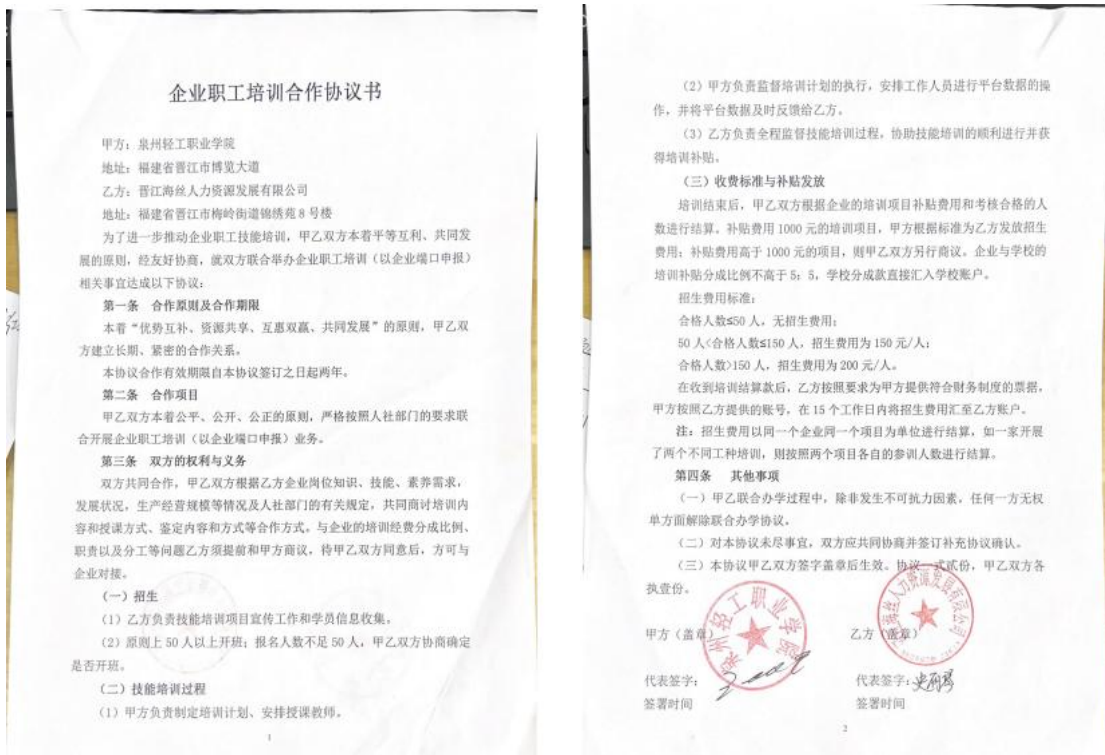 企业职工培训合作协议书
甲方：泉州轻工职业学院
地址：福建省晋江市博览大道
乙方：晋江海丝人力资源发展有限公司
地址：福建省晋江市梅岭街道锦绣苑8号楼
为了进一步推动企业职工技能培训，甲乙双方本着平等互利、共同发
展的原则，经友好协商，就双方联合举办企业职工培训（以企业端口申报）
相关事宜达成以下协议：
第一条 合作原则及合作期限
本着“优势互补、资源共享、互惠双赢、共同发展”的原则，甲乙双
方建立长期、紧密的合作关系。
本协议合作有效期限自本协议签订之日起两年。
第二条 合作项目
甲乙双方本着公平、公开、公正的原则，严格按照人社部门的要求联
合开展企业职工培训（以企业端口申报）业务。
第三条 双方的权利与义务
双方共同合作，甲乙双方根据乙方企业岗位知识、技能、素养需求，
发展状况，生产经营规模等情况及人社部门的有关规定，共同商讨培训内
容和授课方式、鉴定内容和方式等合作方式。与企业的培训经费分成比例、
职责以及分工等问题乙方须提前和甲方商议，待甲乙双方同意后，方可与
企业对接。
（一）招生
（1）乙方负责技能培训项目宣传工作和学员信息收集。
（2）原则上50人以上开班；报名人数不足50人，甲乙双方协商确定
是否开班。
（二）技能培训过程
（1）甲方负责制定培训计划、安排授课教师。
1
（2）甲方负责监督培训计划的执行，安排工作人员进行平台数据的操
作，并将平台数据及时反馈给乙方。
（3）乙方负责全程监督技能培训过程，协助技能培训的顺利进行并获
得培训补贴。
（三）收费标准与补贴发放
培训结束后，甲乙双方根据企业的培训项目补贴费用和考核合格的人
数进行结算。补贴费用1000元的培训项目，甲方根据标准为乙方发放招生
费用；补贴费用高于1000元的项目，则甲乙双方另行商议。企业与学校的
培训补贴分成比例不高于5：5，学校分成款直接汇入学校账户。
招生费用标准：
合格人数≤50人，无招生费用；
50人<合格人数≤150人，招生费用为150元/人；
合格人数>150人，招生费用为200元/人。
在收到培训结算款后，乙方按照要求为甲方提供符合财务制度的票据，
甲方按照乙方提供的账号，在15个工作日内将招生费用汇至乙方账户。
注：招生费用以同一个企业同一个项目为单位进行结算，如一家开展
了两个不同工种培训，则按照两个项目各自的参训人数进行结算。
第四条 其他事项
（一）甲乙联合办学过程中，除非发生不可抗力因素，任何一方无权
单方面解除联合办学协议。
（二）对本协议未尽事宜，双方应共同协商并签订补充协议确认。
（三）本协议甲乙双方签字盖章后生效。协议一式贰份，甲乙双方各
执壹份。
甲方（盖章） 乙方（盖章）
泉州轻工职业学院
海丝人力资源发展有限公司
代表签字： 代表签字：
签署时间 签署时间
2